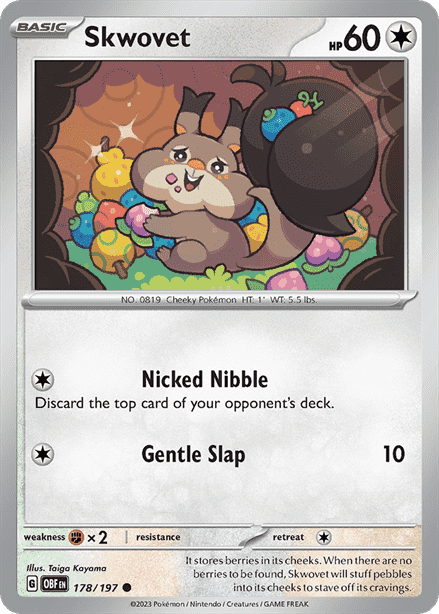 BASIC Skwovet HP60
NO. 0819 Cheeky Pokémon HT: 1' WT: 5.5 lbs.
Nicked Nibble
Discard the top card of your opponent's deck.
Gentle Slap 10
weakness ×2 resistance retreat
Illus. Taiga Kayama
It stores berries in its cheeks. When there are
no berries to be found, Skwovet will stuff pebbles
into its cheeks to stave off its cravings.
G OBF EN 178/197
©2023 Pokémon / Nintendo / Creatures / GAME FREAK